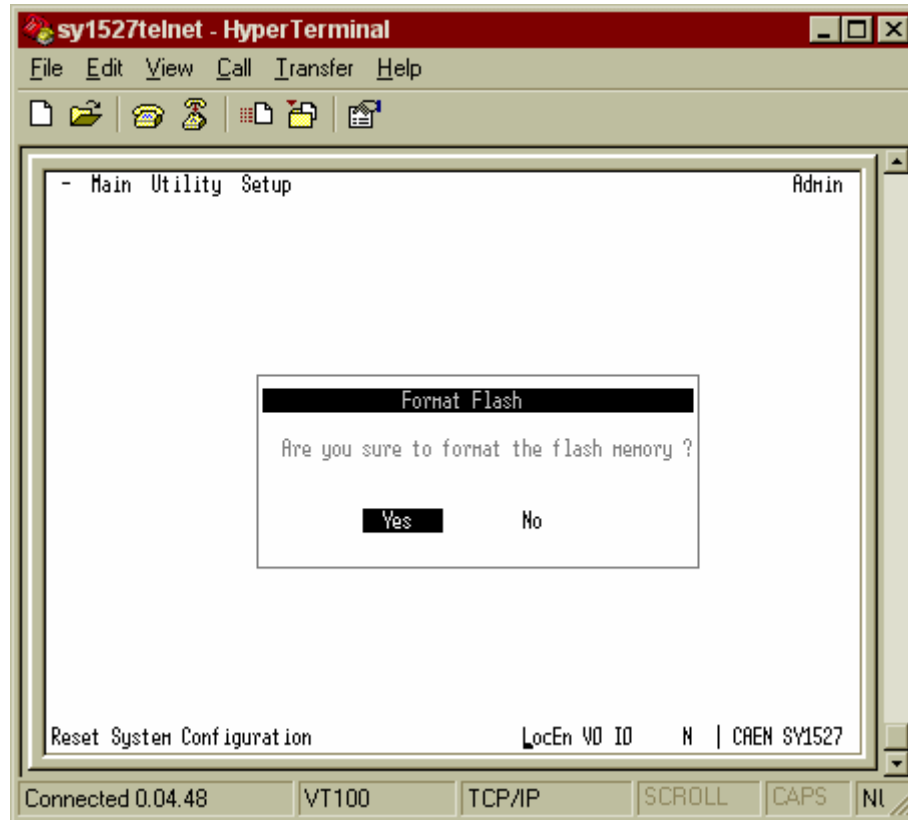 sy1527telnet - HyperTerminal
File Edit View Call Transfer Help
- Main Utility Setup Admin
Format Flash
Are you sure to format the flash memory ?
Yes No
Reset System Configuration LocEn V0 I0 N | CAEN SY1527
Connected 0.04.48 VT100 TCP/IP SCROLL CAPS